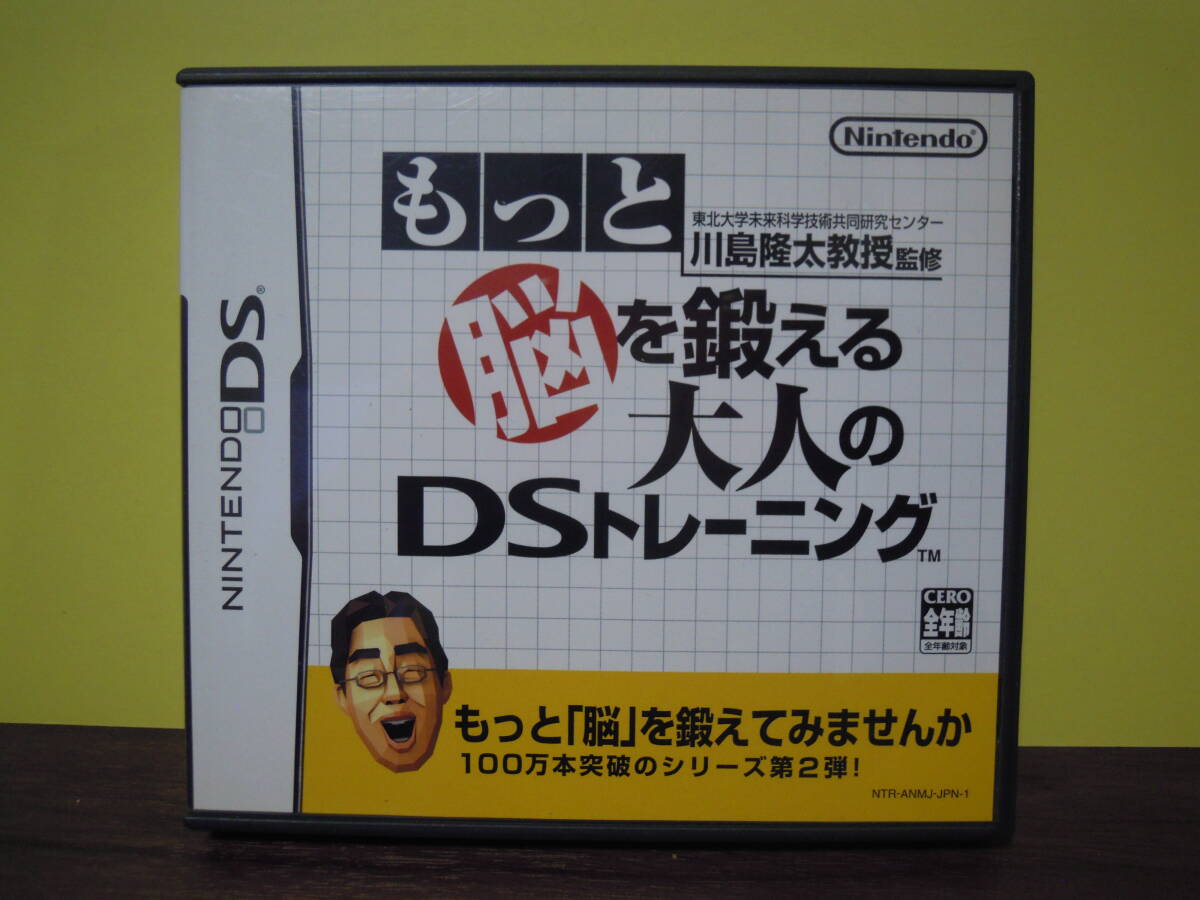 NINTENDO DS®
Nintendo®
もっと
東北大学未来科学技術共同研究センター
川島隆太教授監修
脳を鍛える
大人の
DSトレーニング™
CERO
全年齢
全年齢対象
もっと「脳」を鍛えてみませんか
100万本突破のシリーズ第2弾!
NTR-ANMJ-JPN-1